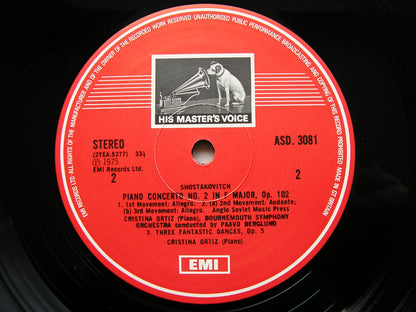 HIS MASTER'S VOICE
STEREO
(2YEA.5277) 33⅓
Ⓟ 1975
EMI Records Ltd.
2
ASD. 3081
2
SHOSTAKOVITCH
PIANO CONCERTO NO. 2 IN F MAJOR, Op. 102
1. 1st Movement: Allegro. 2. (a) 2nd Movement: Andante;
(b) 3rd Movement: Allegro. Anglo Soviet Music Press
CRISTINA ORTIZ (Piano), BOURNEMOUTH SYMPHONY
ORCHESTRA conducted by PAAVO BERGLUND
3. THREE FANTASTIC DANCES, Op. 5
CRISTINA ORTIZ (Piano)
EMI
EMI RECORDS LTD ALL RIGHTS OF THE MANUFACTURER AND OF THE OWNER OF THE RECORDED WORK RESERVED · UNAUTHORISED PUBLIC PERFORMANCE BROADCASTING AND COPYING OF THIS RECORD PROHIBITED MADE IN GT BRITAIN